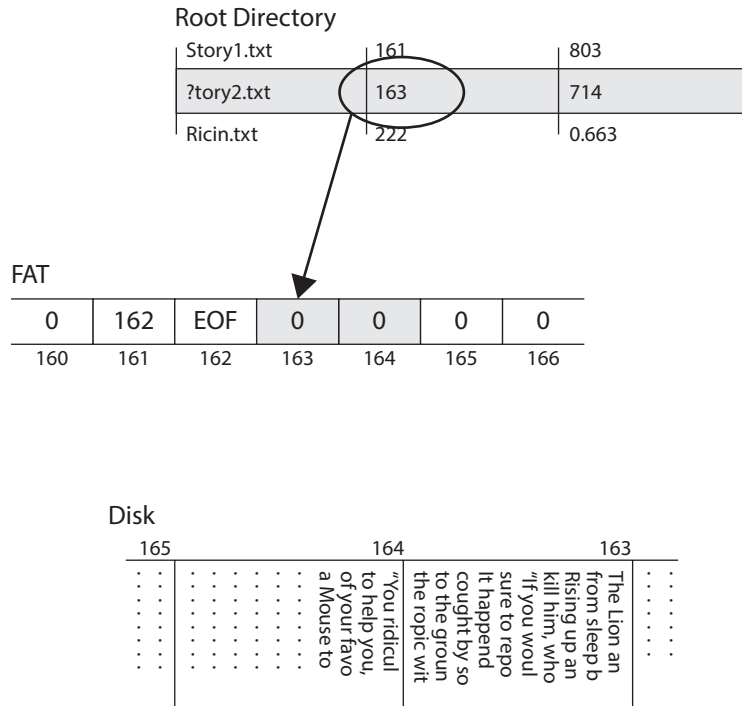 Root Directory
Story1.txt 161 803
?tory2.txt 163 714
Ricin.txt 222 0.663
FAT
0 162 EOF 0 0 0 0
160 161 162 163 164 165 166
Disk
165 164 163
The Lion an
from sleep b
Rising up an
kill him, who
"If you woul
sure to repo
It happend
cought by so
to the groun
the ropic wit
"You ridicul
to help you,
of your favo
a Mouse to